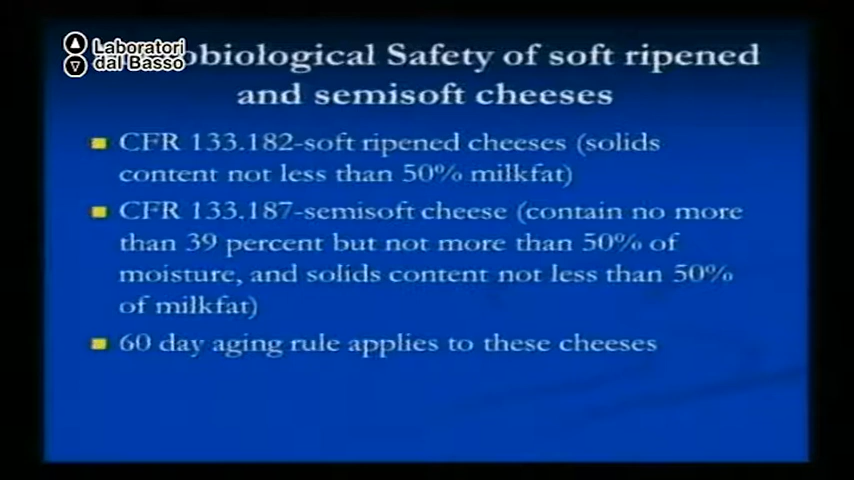 Laboratori
dal Basso
obiological Safety of soft ripened
and semisoft cheeses
CFR 133.182-soft ripened cheeses (solids
content not less than 50% milkfat)
CFR 133.187-semisoft cheese (contain no more
than 39 percent but not more than 50% of
moisture, and solids content not less than 50%
of milkfat)
60 day aging rule applies to these cheeses